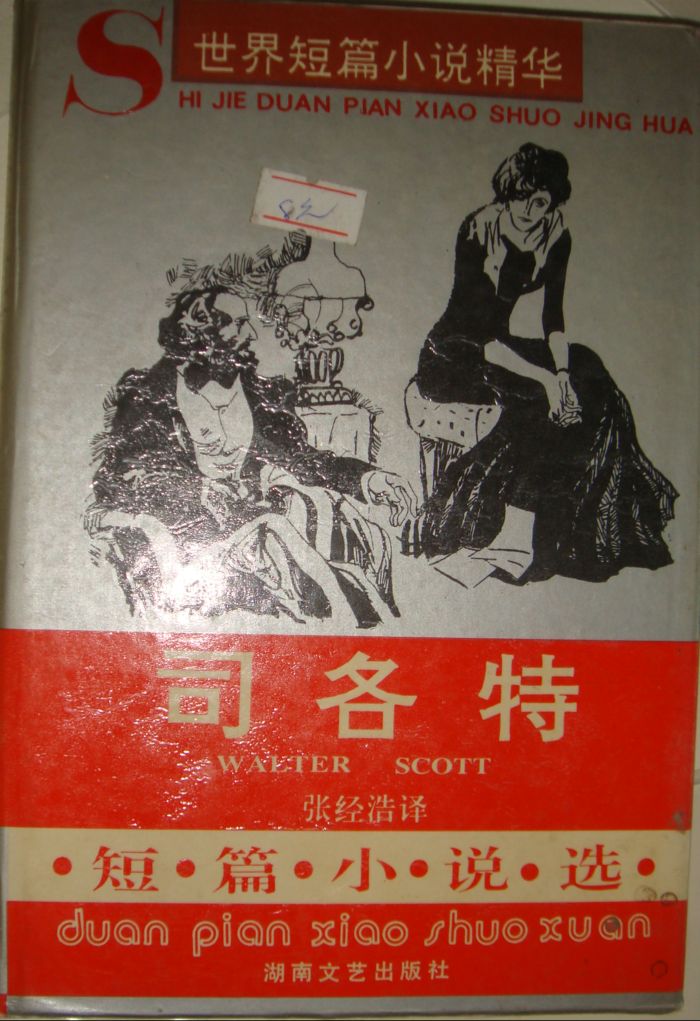 S
世界短篇小说精华
HI JIE DUAN PIAN XIAO SHUO JING HUA
司各特
WALTER SCOTT
张经浩译
·短·篇·小·说·选·
duan pian xiao shuo xuan
湖南文艺出版社